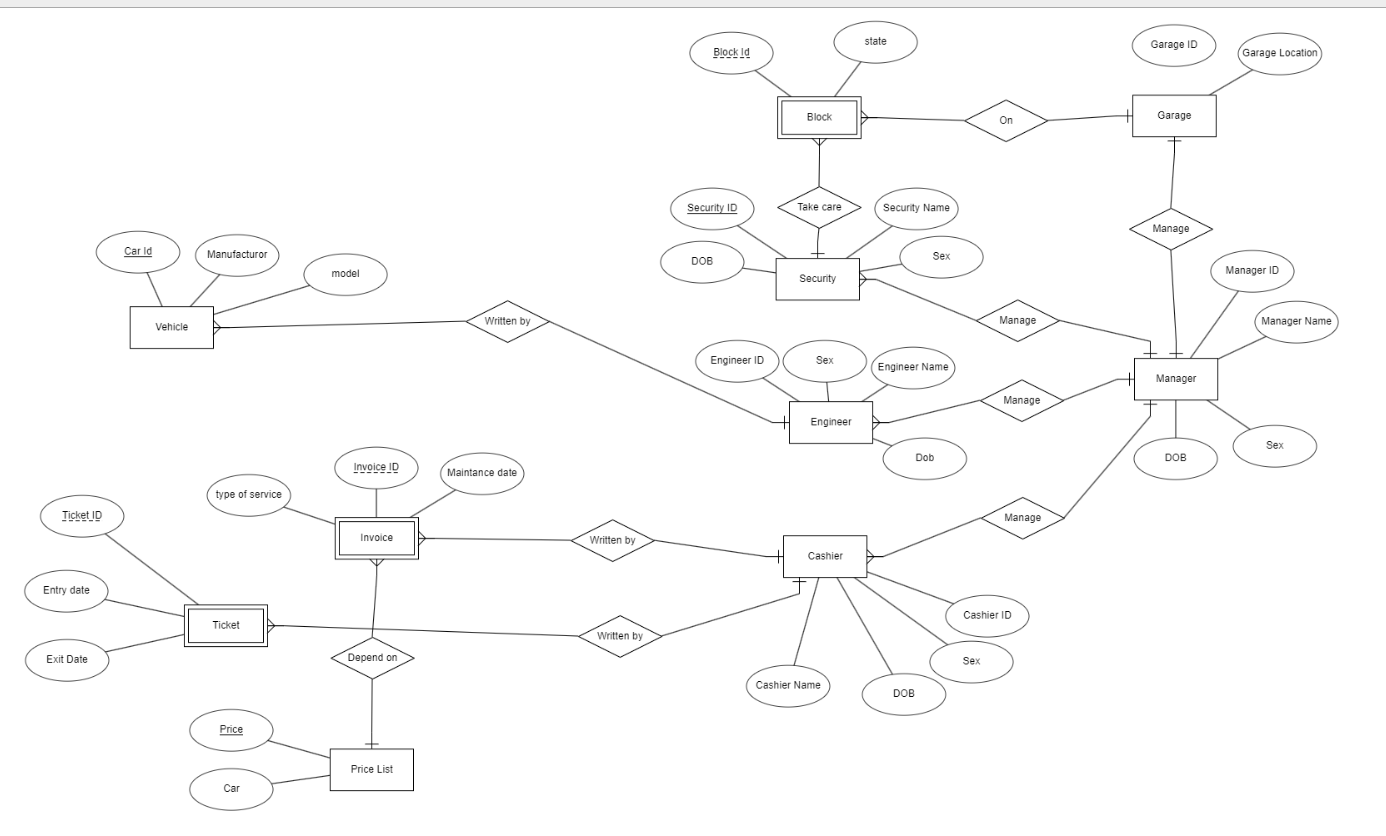 state
Block Id
Garage ID
Garage Location
Block
On
Garage
Security ID
Take care
Security Name
Manage
Car Id
Manufacturor
DOB
Sex
model
Security
Manager ID
Vehicle
Written by
Manage
Manager Name
Engineer ID
Sex
Engineer Name
Manager
Manage
Engineer
Dob
DOB
Sex
Invoice ID
Maintance date
type of service
Ticket ID
Manage
Invoice
Written by
Cashier
Entry date
Cashier ID
Ticket
Written by
Exit Date
Depend on
Sex
Cashier Name
DOB
Price
Price List
Car